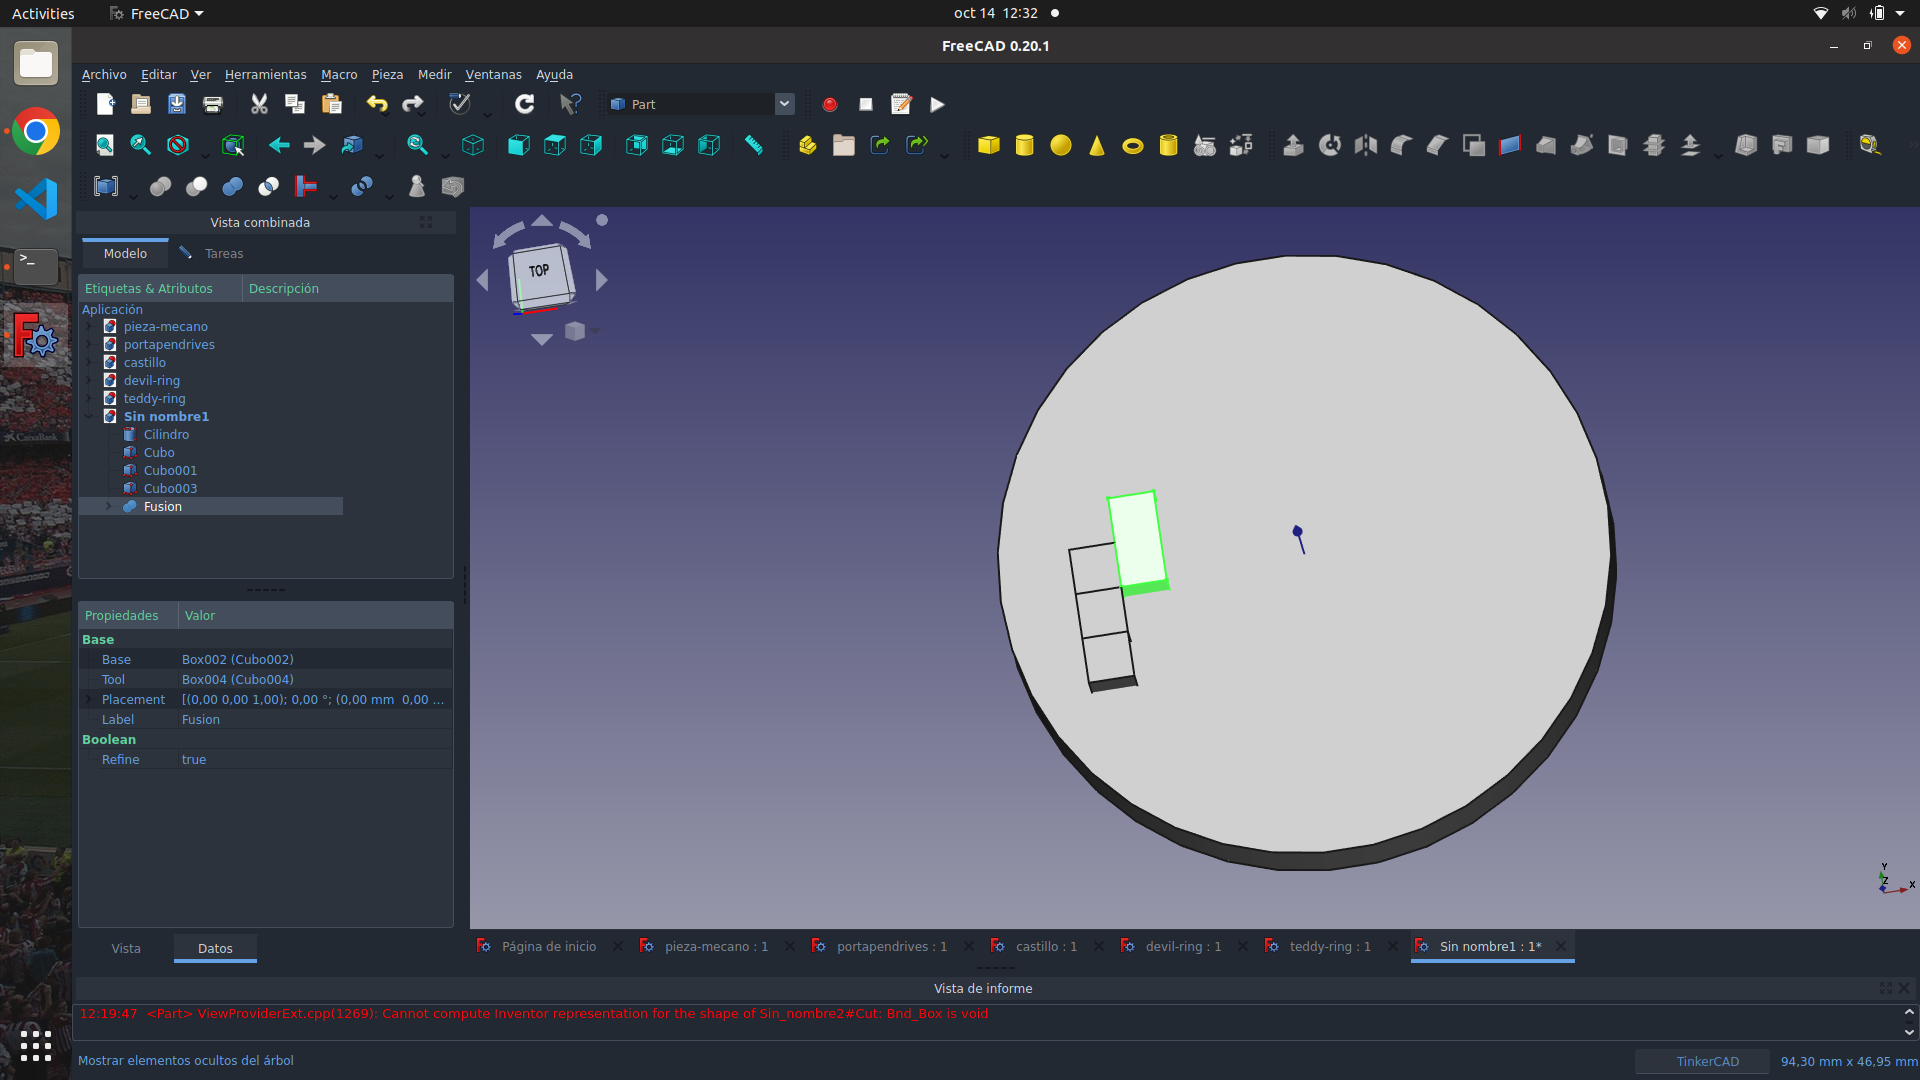 Activities
FreeCAD
oct 14 12:32
FreeCAD 0.20.1
Archivo Editar Ver Herramientas Macro Pieza Medir Ventanas Ayuda
Part
Vista combinada
Modelo Tareas
Etiquetas & Atributos Descripción
Aplicación
pieza-mecano
portapendrives
castillo
devil-ring
teddy-ring
Sin nombre1
Cilindro
Cubo
Cubo001
Cubo003
Fusion
Propiedades Valor
Base
Base Box002 (Cubo002)
Tool Box004 (Cubo004)
Placement [(0,00 0,00 1,00); 0,00 °; (0,00 mm 0,00 ...
Label Fusion
Boolean
Refine true
Vista Datos
TOP
Y
Z
X
Página de inicio
pieza-mecano : 1
portapendrives : 1
castillo : 1
devil-ring : 1
teddy-ring : 1
Sin nombre1 : 1*
Vista de informe
12:19:47 <Part> ViewProviderExt.cpp(1269): Cannot compute Inventor representation for the shape of Sin_nombre2#Cut: Bnd_Box is void
Mostrar elementos ocultos del árbol
TinkerCAD
94,30 mm x 46,95 mm
CaixaBank